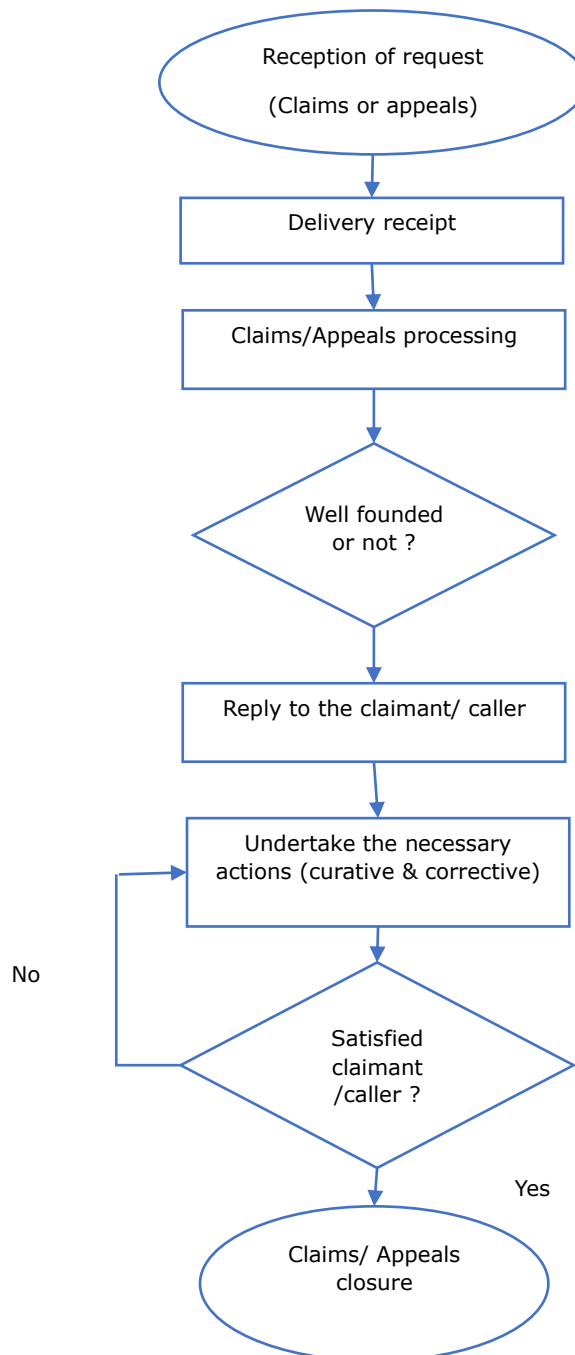 Reception of request
(Claims or appeals)
Delivery receipt
Claims/Appeals processing
Well founded
or not ?
Reply to the claimant/ caller
Undertake the necessary
actions (curative & corrective)
No
Satisfied
claimant
/caller ?
Yes
Claims/ Appeals
closure